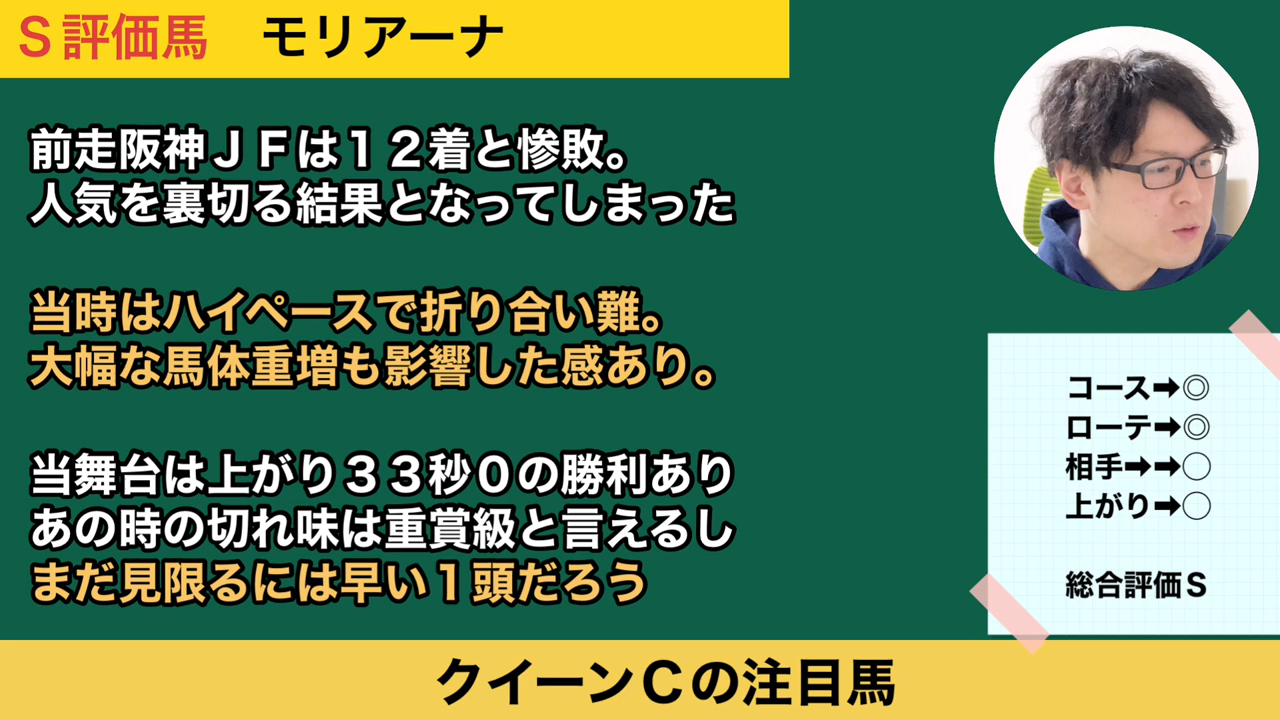 S評価馬　モリアーナ
前走阪神ＪＦは１２着と惨敗。
人気を裏切る結果となってしまった
当時はハイペースで折り合い難。
大幅な馬体重増も影響した感あり。
当舞台は上がり３３秒０の勝利あり
あの時の切れ味は重賞級と言えるし
まだ見限るには早い１頭だろう
コース➡◎
ローテ➡◎
相手➡➡○
上がり➡○
総合評価Ｓ
クイーンＣの注目馬